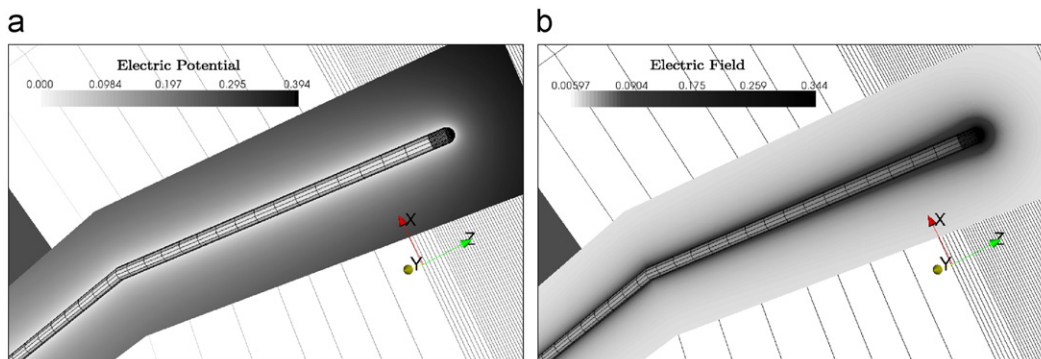 a
b
Electric Potential
0.000 0.0984 0.197 0.295 0.394
Electric Field
0.00597 0.0904 0.175 0.259 0.344
X
Z
Y
X
Z
Y